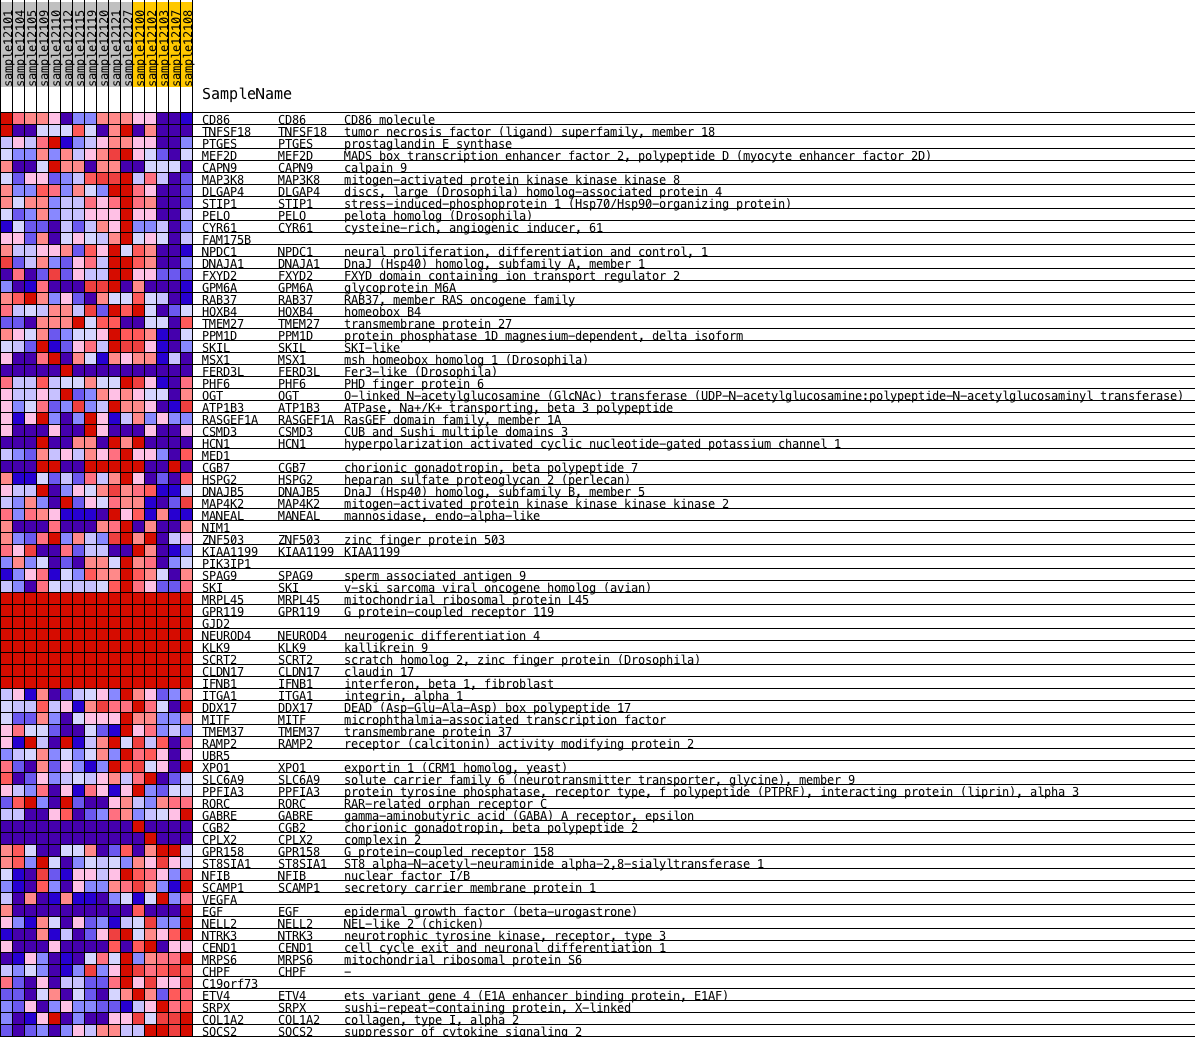 sample12101
sample12104
sample12105
sample12109
sample12110
sample12112
sample12115
sample12119
sample12120
sample12121
sample12127
sample12100
sample12102
sample12103
sample12107
sample12108
SampleName
CD86 CD86 CD86 molecule
TNFSF18 TNFSF18 tumor necrosis factor (ligand) superfamily, member 18
PTGES PTGES prostaglandin E synthase
MEF2D MEF2D MADS box transcription enhancer factor 2, polypeptide D (myocyte enhancer factor 2D)
CAPN9 CAPN9 calpain 9
MAP3K8 MAP3K8 mitogen-activated protein kinase kinase kinase 8
DLGAP4 DLGAP4 discs, large (Drosophila) homolog-associated protein 4
STIP1 STIP1 stress-induced-phosphoprotein 1 (Hsp70/Hsp90-organizing protein)
PELO PELO pelota homolog (Drosophila)
CYR61 CYR61 cysteine-rich, angiogenic inducer, 61
FAM175B
NPDC1 NPDC1 neural proliferation, differentiation and control, 1
DNAJA1 DNAJA1 DnaJ (Hsp40) homolog, subfamily A, member 1
FXYD2 FXYD2 FXYD domain containing ion transport regulator 2
GPM6A GPM6A glycoprotein M6A
RAB37 RAB37 RAB37, member RAS oncogene family
HOXB4 HOXB4 homeobox B4
TMEM27 TMEM27 transmembrane protein 27
PPM1D PPM1D protein phosphatase 1D magnesium-dependent, delta isoform
SKIL SKIL SKI-like
MSX1 MSX1 msh homeobox homolog 1 (Drosophila)
FERD3L FERD3L Fer3-like (Drosophila)
PHF6 PHF6 PHD finger protein 6
OGT OGT O-linked N-acetylglucosamine (GlcNAc) transferase (UDP-N-acetylglucosamine:polypeptide-N-acetylglucosaminyl transferase)
ATP1B3 ATP1B3 ATPase, Na+/K+ transporting, beta 3 polypeptide
RASGEF1A RASGEF1A RasGEF domain family, member 1A
CSMD3 CSMD3 CUB and Sushi multiple domains 3
HCN1 HCN1 hyperpolarization activated cyclic nucleotide-gated potassium channel 1
MED1
CGB7 CGB7 chorionic gonadotropin, beta polypeptide 7
HSPG2 HSPG2 heparan sulfate proteoglycan 2 (perlecan)
DNAJB5 DNAJB5 DnaJ (Hsp40) homolog, subfamily B, member 5
MAP4K2 MAP4K2 mitogen-activated protein kinase kinase kinase kinase 2
MANEAL MANEAL mannosidase, endo-alpha-like
NIM1
ZNF503 ZNF503 zinc finger protein 503
KIAA1199 KIAA1199 KIAA1199
PIK3IP1
SPAG9 SPAG9 sperm associated antigen 9
SKI SKI v-ski sarcoma viral oncogene homolog (avian)
MRPL45 MRPL45 mitochondrial ribosomal protein L45
GPR119 GPR119 G protein-coupled receptor 119
GJD2
NEUROD4 NEUROD4 neurogenic differentiation 4
KLK9 KLK9 kallikrein 9
SCRT2 SCRT2 scratch homolog 2, zinc finger protein (Drosophila)
CLDN17 CLDN17 claudin 17
IFNB1 IFNB1 interferon, beta 1, fibroblast
ITGA1 ITGA1 integrin, alpha 1
DDX17 DDX17 DEAD (Asp-Glu-Ala-Asp) box polypeptide 17
MITF MITF microphthalmia-associated transcription factor
TMEM37 TMEM37 transmembrane protein 37
RAMP2 RAMP2 receptor (calcitonin) activity modifying protein 2
UBR5
XPO1 XPO1 exportin 1 (CRM1 homolog, yeast)
SLC6A9 SLC6A9 solute carrier family 6 (neurotransmitter transporter, glycine), member 9
PPFIA3 PPFIA3 protein tyrosine phosphatase, receptor type, f polypeptide (PTPRF), interacting protein (liprin), alpha 3
RORC RORC RAR-related orphan receptor C
GABRE GABRE gamma-aminobutyric acid (GABA) A receptor, epsilon
CGB2 CGB2 chorionic gonadotropin, beta polypeptide 2
CPLX2 CPLX2 complexin 2
GPR158 GPR158 G protein-coupled receptor 158
ST8SIA1 ST8SIA1 ST8 alpha-N-acetyl-neuraminide alpha-2,8-sialyltransferase 1
NFIB NFIB nuclear factor I/B
SCAMP1 SCAMP1 secretory carrier membrane protein 1
VEGFA
EGF EGF epidermal growth factor (beta-urogastrone)
NELL2 NELL2 NEL-like 2 (chicken)
NTRK3 NTRK3 neurotrophic tyrosine kinase, receptor, type 3
CEND1 CEND1 cell cycle exit and neuronal differentiation 1
MRPS6 MRPS6 mitochondrial ribosomal protein S6
CHPF CHPF -
C19orf73
ETV4 ETV4 ets variant gene 4 (E1A enhancer binding protein, E1AF)
SRPX SRPX sushi-repeat-containing protein, X-linked
COL1A2 COL1A2 collagen, type I, alpha 2
SOCS2 SOCS2 suppressor of cytokine signaling 2